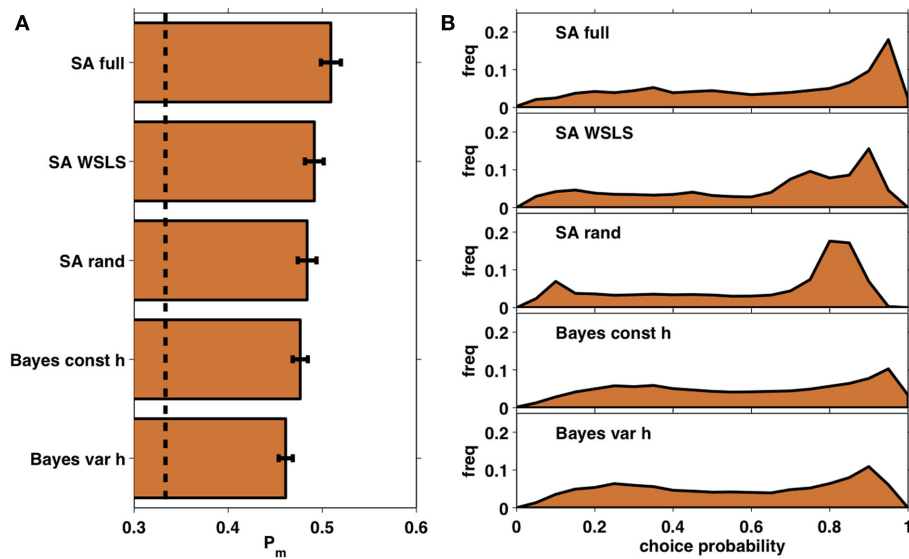 A
SA full
SA WSLS
SA rand
Bayes const h
Bayes var h
0.3 0.4 0.5 0.6
Pm
B
SA full
0.2
0.1
0
freq
SA WSLS
0.2
0.1
0
freq
SA rand
0.2
0.1
0
freq
Bayes const h
0.2
0.1
0
freq
Bayes var h
0.2
0.1
0
freq
0 0.2 0.4 0.6 0.8 1
choice probability